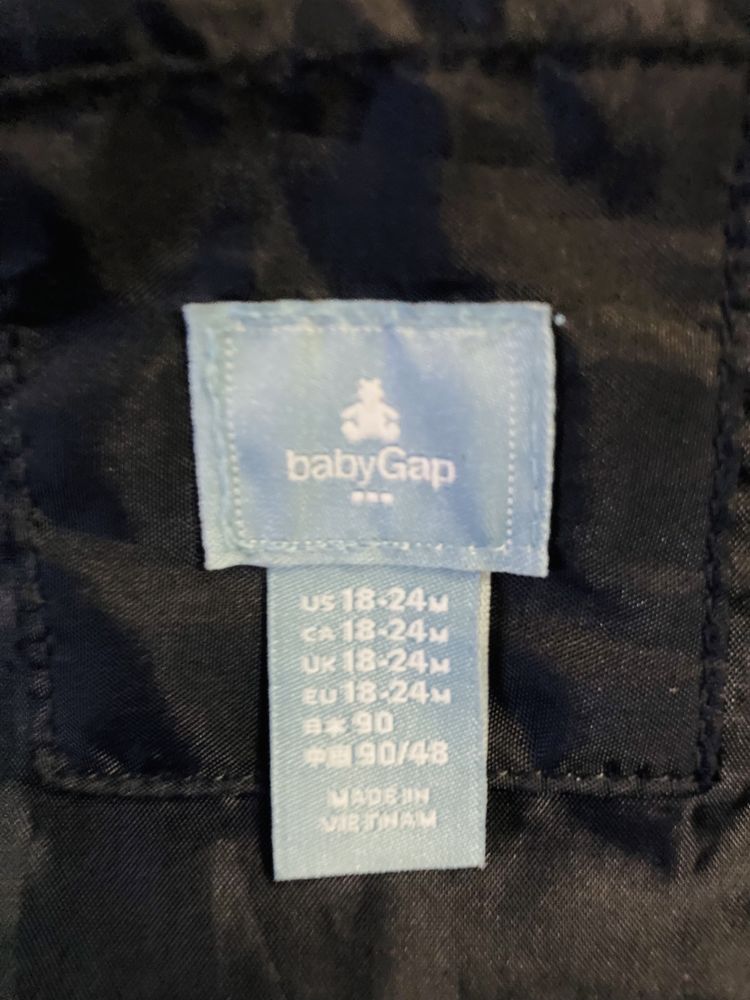 babyGap
US 18-24M
CA 18-24M
UK 18-24M
EU 18-24M
日本 90
中国 90/48
MADE IN
VIETNAM